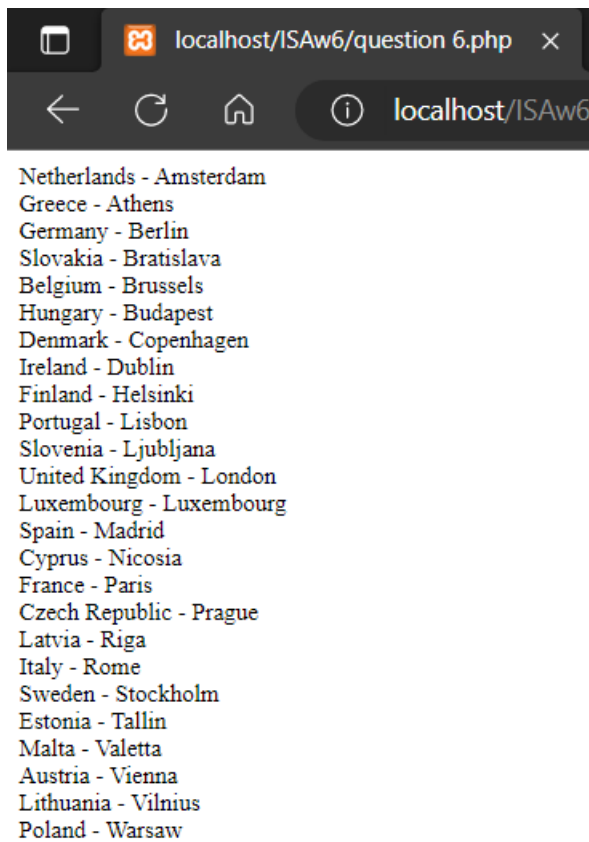 localhost/ISAw6/question 6.php
localhost/ISAw6
Netherlands - Amsterdam
Greece - Athens
Germany - Berlin
Slovakia - Bratislava
Belgium - Brussels
Hungary - Budapest
Denmark - Copenhagen
Ireland - Dublin
Finland - Helsinki
Portugal - Lisbon
Slovenia - Ljubljana
United Kingdom - London
Luxembourg - Luxembourg
Spain - Madrid
Cyprus - Nicosia
France - Paris
Czech Republic - Prague
Latvia - Riga
Italy - Rome
Sweden - Stockholm
Estonia - Tallin
Malta - Valetta
Austria - Vienna
Lithuania - Vilnius
Poland - Warsaw